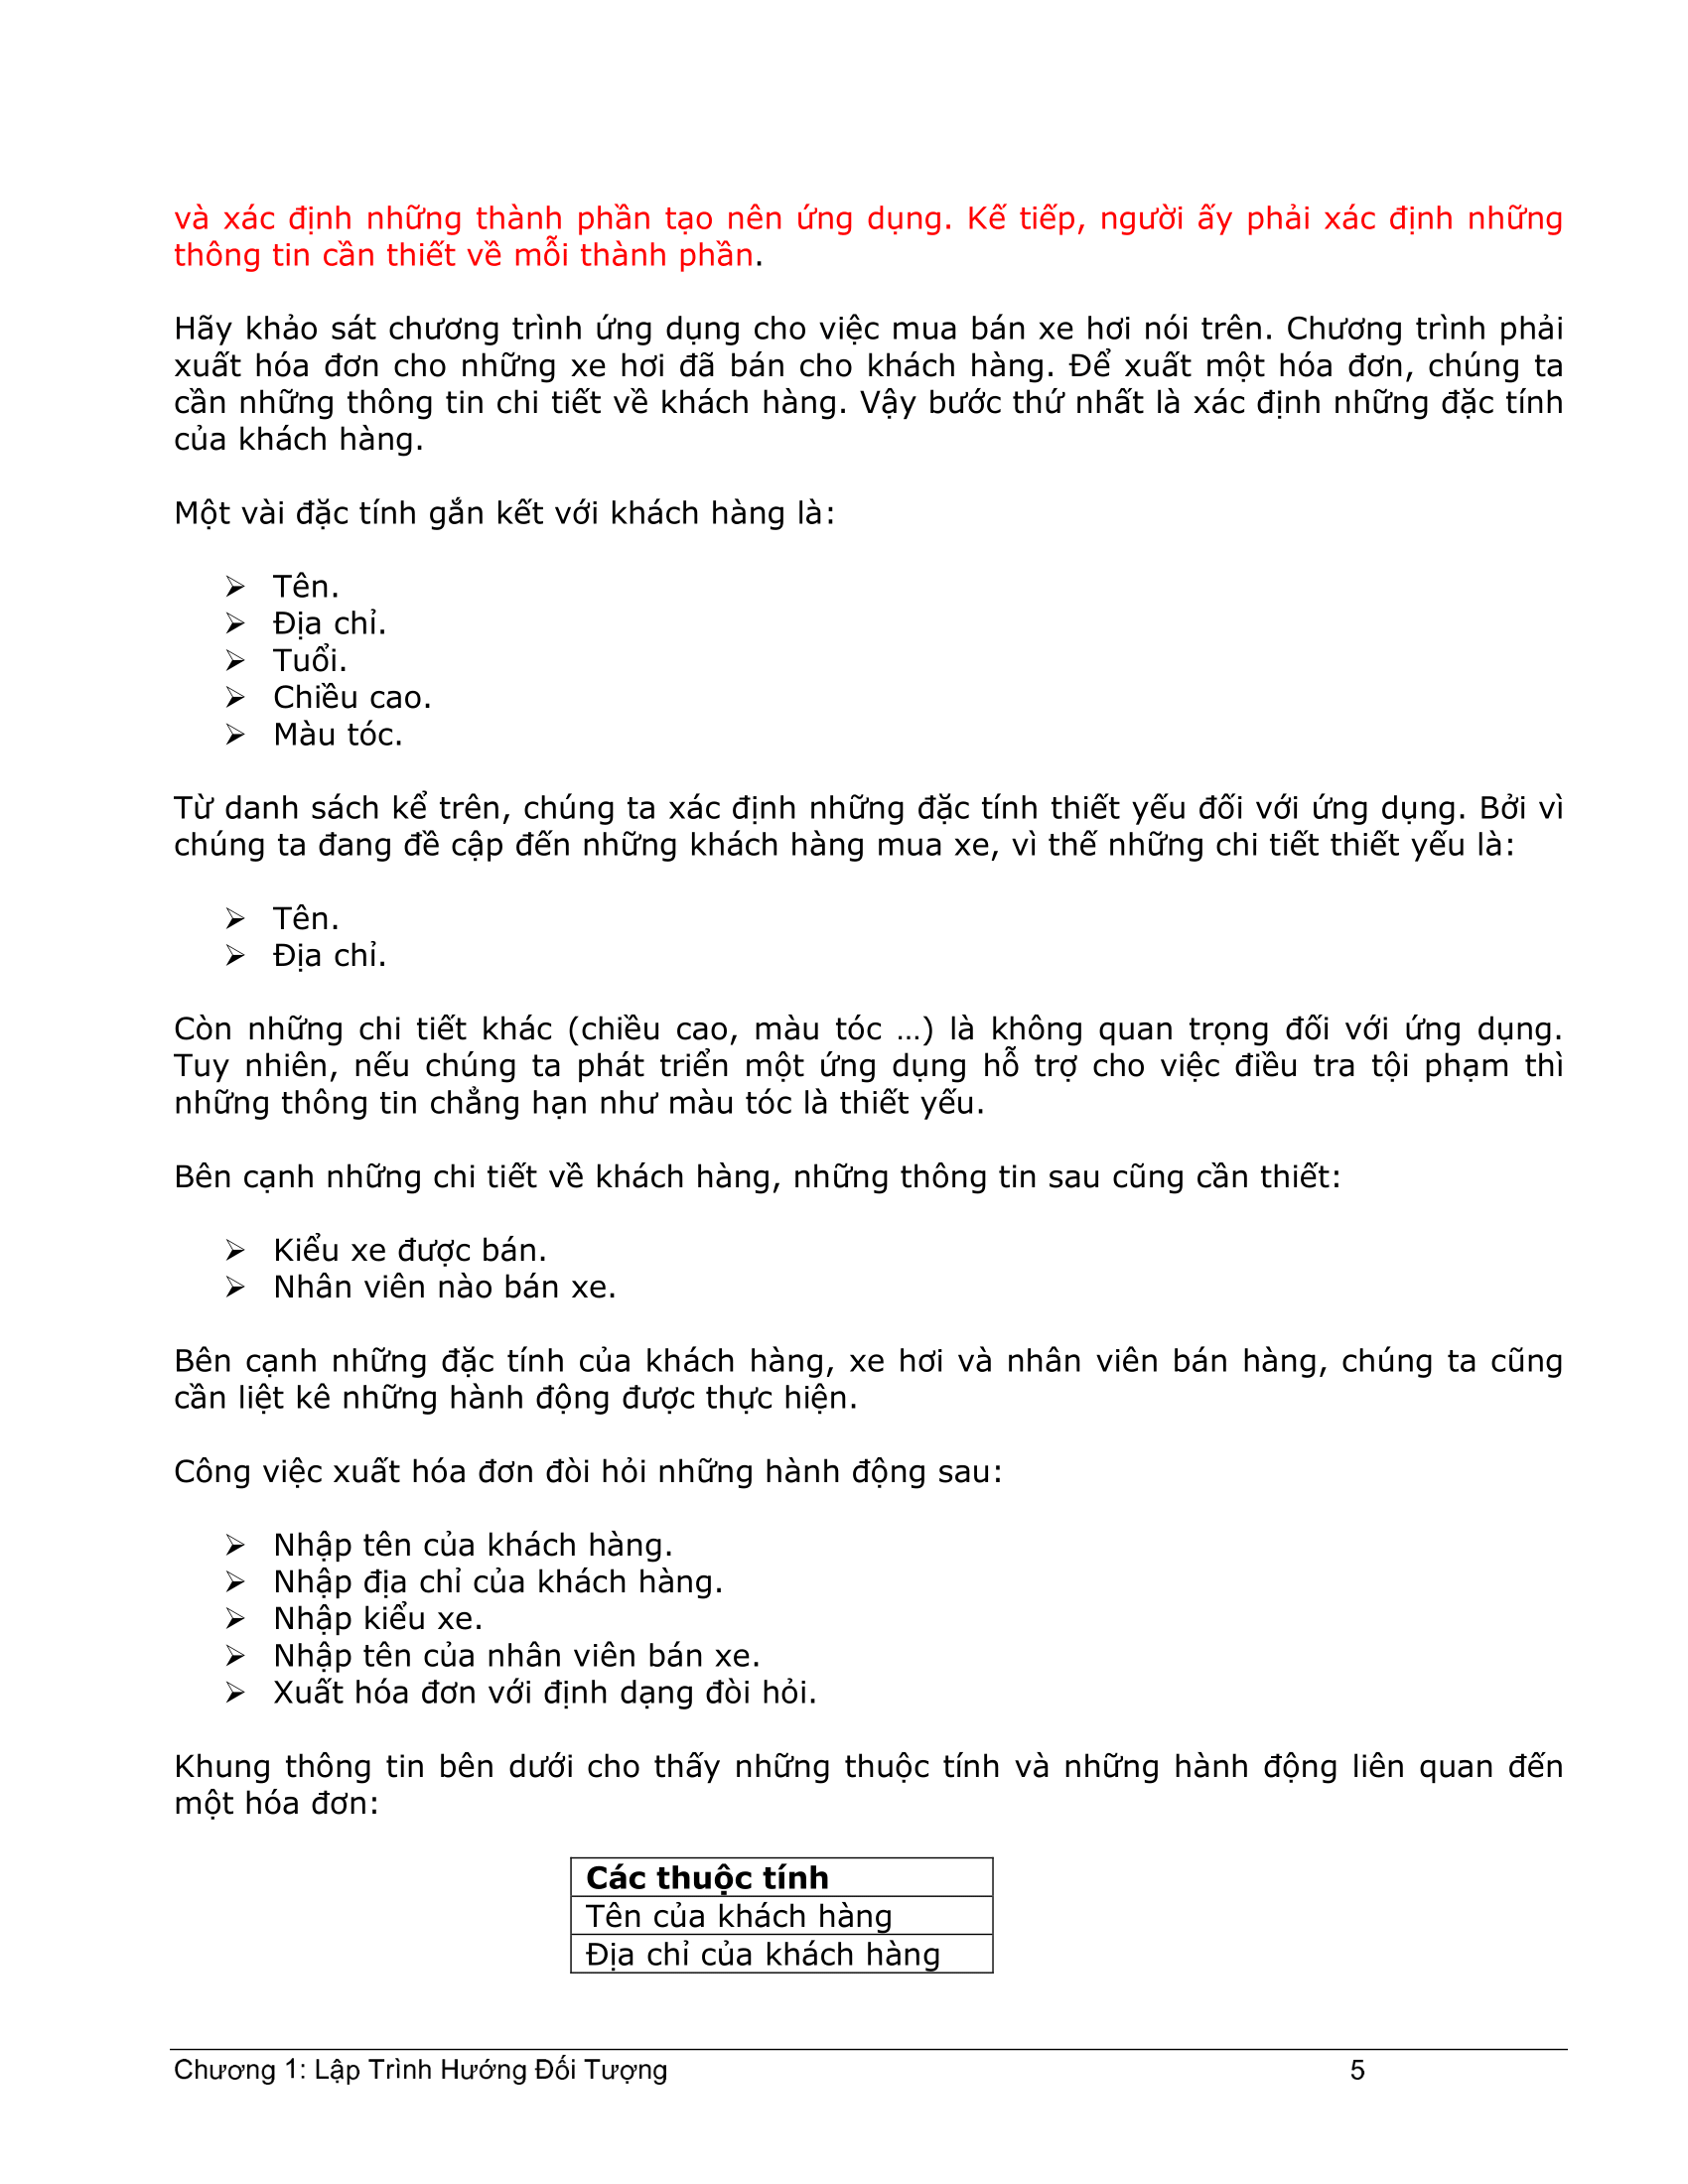 và xác định những thành phần tạo nên ứng dụng. Kế tiếp, người ấy phải xác định những
thông tin cần thiết về mỗi thành phần.
Hãy khảo sát chương trình ứng dụng cho việc mua bán xe hơi nói trên. Chương trình phải
xuất hóa đơn cho những xe hơi đã bán cho khách hàng. Để xuất một hóa đơn, chúng ta
cần những thông tin chi tiết về khách hàng. Vậy bước thứ nhất là xác định những đặc tính
của khách hàng.
Một vài đặc tính gắn kết với khách hàng là:
➢ Tên.
➢ Địa chỉ.
➢ Tuổi.
➢ Chiều cao.
➢ Màu tóc.
Từ danh sách kể trên, chúng ta xác định những đặc tính thiết yếu đối với ứng dụng. Bởi vì
chúng ta đang đề cập đến những khách hàng mua xe, vì thế những chi tiết thiết yếu là:
➢ Tên.
➢ Địa chỉ.
Còn những chi tiết khác (chiều cao, màu tóc …) là không quan trọng đối với ứng dụng.
Tuy nhiên, nếu chúng ta phát triển một ứng dụng hỗ trợ cho việc điều tra tội phạm thì
những thông tin chẳng hạn như màu tóc là thiết yếu.
Bên cạnh những chi tiết về khách hàng, những thông tin sau cũng cần thiết:
➢ Kiểu xe được bán.
➢ Nhân viên nào bán xe.
Bên cạnh những đặc tính của khách hàng, xe hơi và nhân viên bán hàng, chúng ta cũng
cần liệt kê những hành động được thực hiện.
Công việc xuất hóa đơn đòi hỏi những hành động sau:
➢ Nhập tên của khách hàng.
➢ Nhập địa chỉ của khách hàng.
➢ Nhập kiểu xe.
➢ Nhập tên của nhân viên bán xe.
➢ Xuất hóa đơn với định dạng đòi hỏi.
Khung thông tin bên dưới cho thấy những thuộc tính và những hành động liên quan đến
một hóa đơn:
Các thuộc tính
Tên của khách hàng
Địa chỉ của khách hàng
Chương 1: Lập Trình Hướng Đối Tượng 5